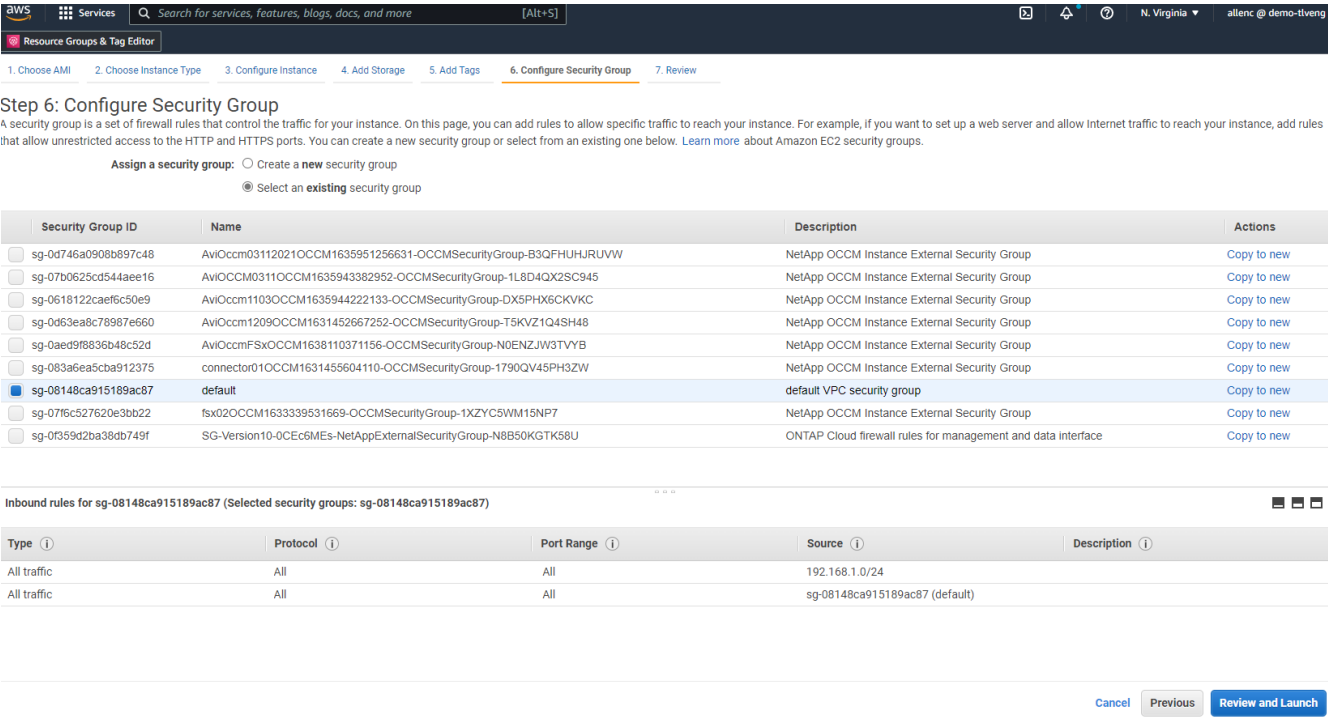 aws Services Search for services, features, blogs, docs, and more [Alt+S] N. Virginia ▼ allenc @ demo-tlveng
Resource Groups & Tag Editor
1. Choose AMI 2. Choose Instance Type 3. Configure Instance 4. Add Storage 5. Add Tags 6. Configure Security Group 7. Review
Step 6: Configure Security Group
A security group is a set of firewall rules that control the traffic for your instance. On this page, you can add rules to allow specific traffic to reach your instance. For example, if you want to set up a web server and allow Internet traffic to reach your instance, add rules
that allow unrestricted access to the HTTP and HTTPS ports. You can create a new security group or select from an existing one below. Learn more about Amazon EC2 security groups.
Assign a security group: Create a new security group
Select an existing security group
Security Group ID Name Description Actions
sg-0d746a0908b897c48 AviOccm03112021OCCM1635951256631-OCCMSecurityGroup-B3QFHUHJRUVW NetApp OCCM Instance External Security Group Copy to new
sg-07b0625cd544aee16 AviOCCM0311OCCM1635943382952-OCCMSecurityGroup-1L8D4QX2SC945 NetApp OCCM Instance External Security Group Copy to new
sg-0618122caef6c50e9 AviOccm1103OCCM1635944222133-OCCMSecurityGroup-DX5PHX6CKVKC NetApp OCCM Instance External Security Group Copy to new
sg-0d63ea8c78987e660 AviOccm1209OCCM1631452667252-OCCMSecurityGroup-T5KVZ1Q4SH48 NetApp OCCM Instance External Security Group Copy to new
sg-0aed9f8836b48c52d AviOccmFSxOCCM1638110371156-OCCMSecurityGroup-N0ENZJW3TVYB NetApp OCCM Instance External Security Group Copy to new
sg-083a6ea5cba912375 connector01OCCM1631455604110-OCCMSecurityGroup-1790QV45PH3ZW NetApp OCCM Instance External Security Group Copy to new
sg-08148ca915189ac87 default default VPC security group Copy to new
sg-07f6c527620e3bb22 fsx02OCCM1633339531669-OCCMSecurityGroup-1XZYC5WM15NP7 NetApp OCCM Instance External Security Group Copy to new
sg-0f359d2ba38db749f SG-Version10-0CEc6MEs-NetAppExternalSecurityGroup-N8B50KGTK58U ONTAP Cloud firewall rules for management and data interface Copy to new
Inbound rules for sg-08148ca915189ac87 (Selected security groups: sg-08148ca915189ac87)
Type Protocol Port Range Source Description
All traffic All All 192.168.1.0/24
All traffic All All sg-08148ca915189ac87 (default)
Cancel Previous Review and Launch